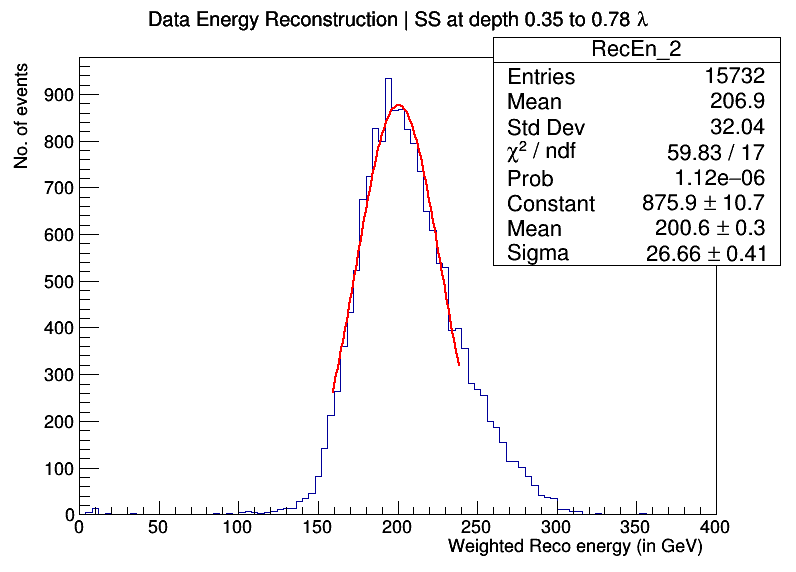 Data Energy Reconstruction | SS at depth 0.35 to 0.78 λ
RecEn_2
Entries 15732
Mean 206.9
Std Dev 32.04
χ² / ndf 59.83 / 17
Prob 1.12e−06
Constant 875.9 ± 10.7
Mean 200.6 ± 0.3
Sigma 26.66 ± 0.41
No. of events
900
800
700
600
500
400
300
200
100
0
0 50 100 150 200 250 300 350 400
Weighted Reco energy (in GeV)